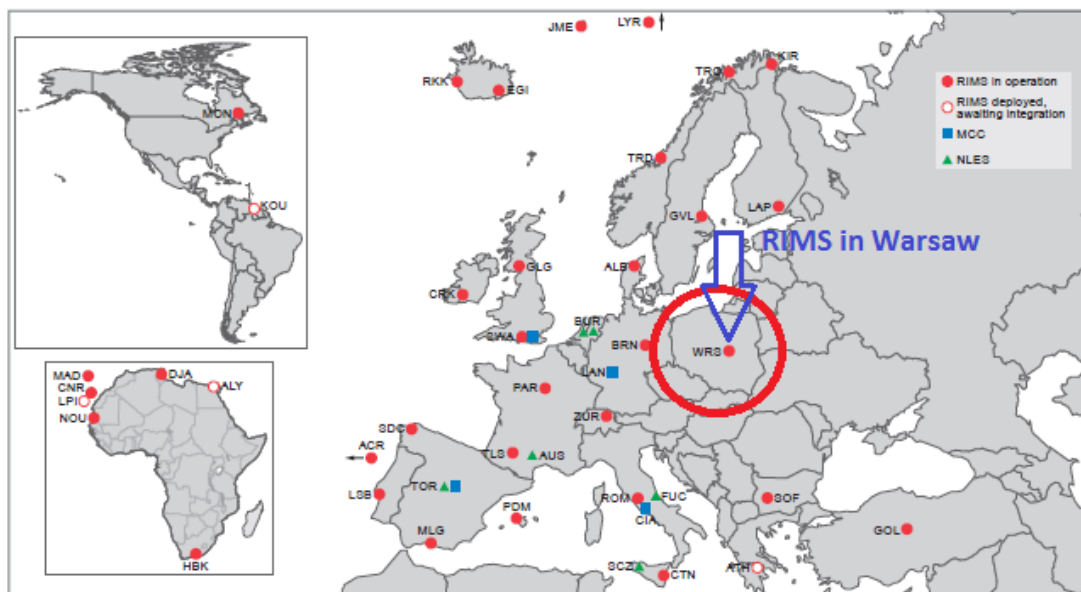 JME
LYR
RKK
EGI
TRO
KIR
RIMS in operation
RIMS deployed,
awaiting integration
MCC
NLES
MON
KOU
TRD
GVL
LAP
RIMS in Warsaw
GLG
ALB
CRK
SWA
BUR
BRN
WRS
LAN
PAR
ZUR
MAD
DJA
CNR
ALY
LPI
NOU
HBK
SDC
ACR
TLS
AUS
LSB
TOR
PDM
MLG
ROM
FUC
CIA
SOF
GOL
SCZ
CTN
ATH